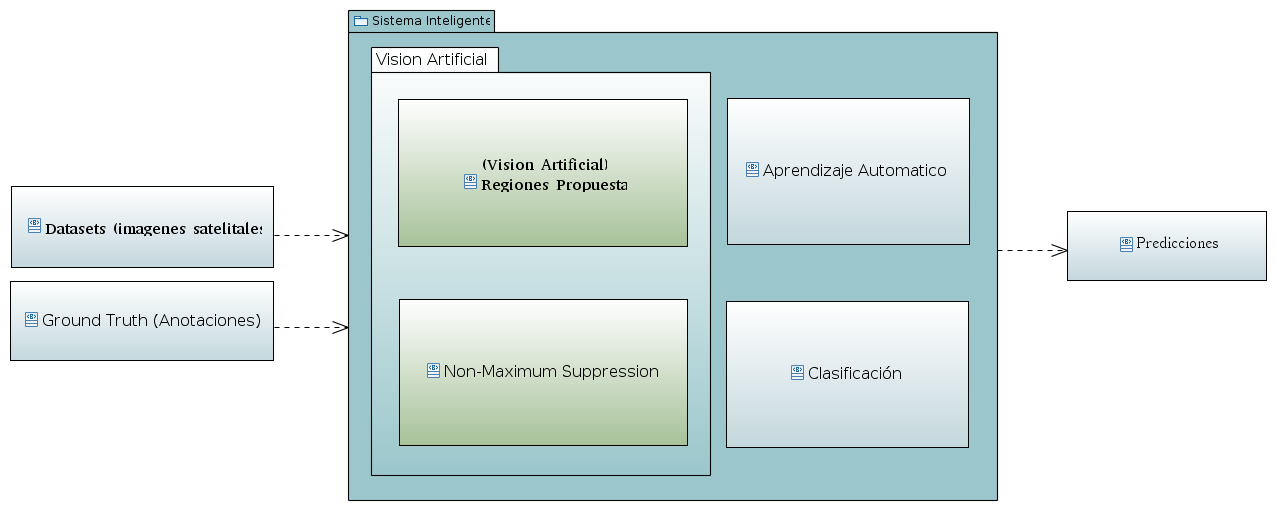 Sistema Inteligente
Vision Artificial
(Vision Artificial)
Regiones Propuesta
Aprendizaje Automatico
Datasets (imagenes satelitales
Ground Truth (Anotaciones)
Predicciones
Non-Maximum Suppression
Clasificación